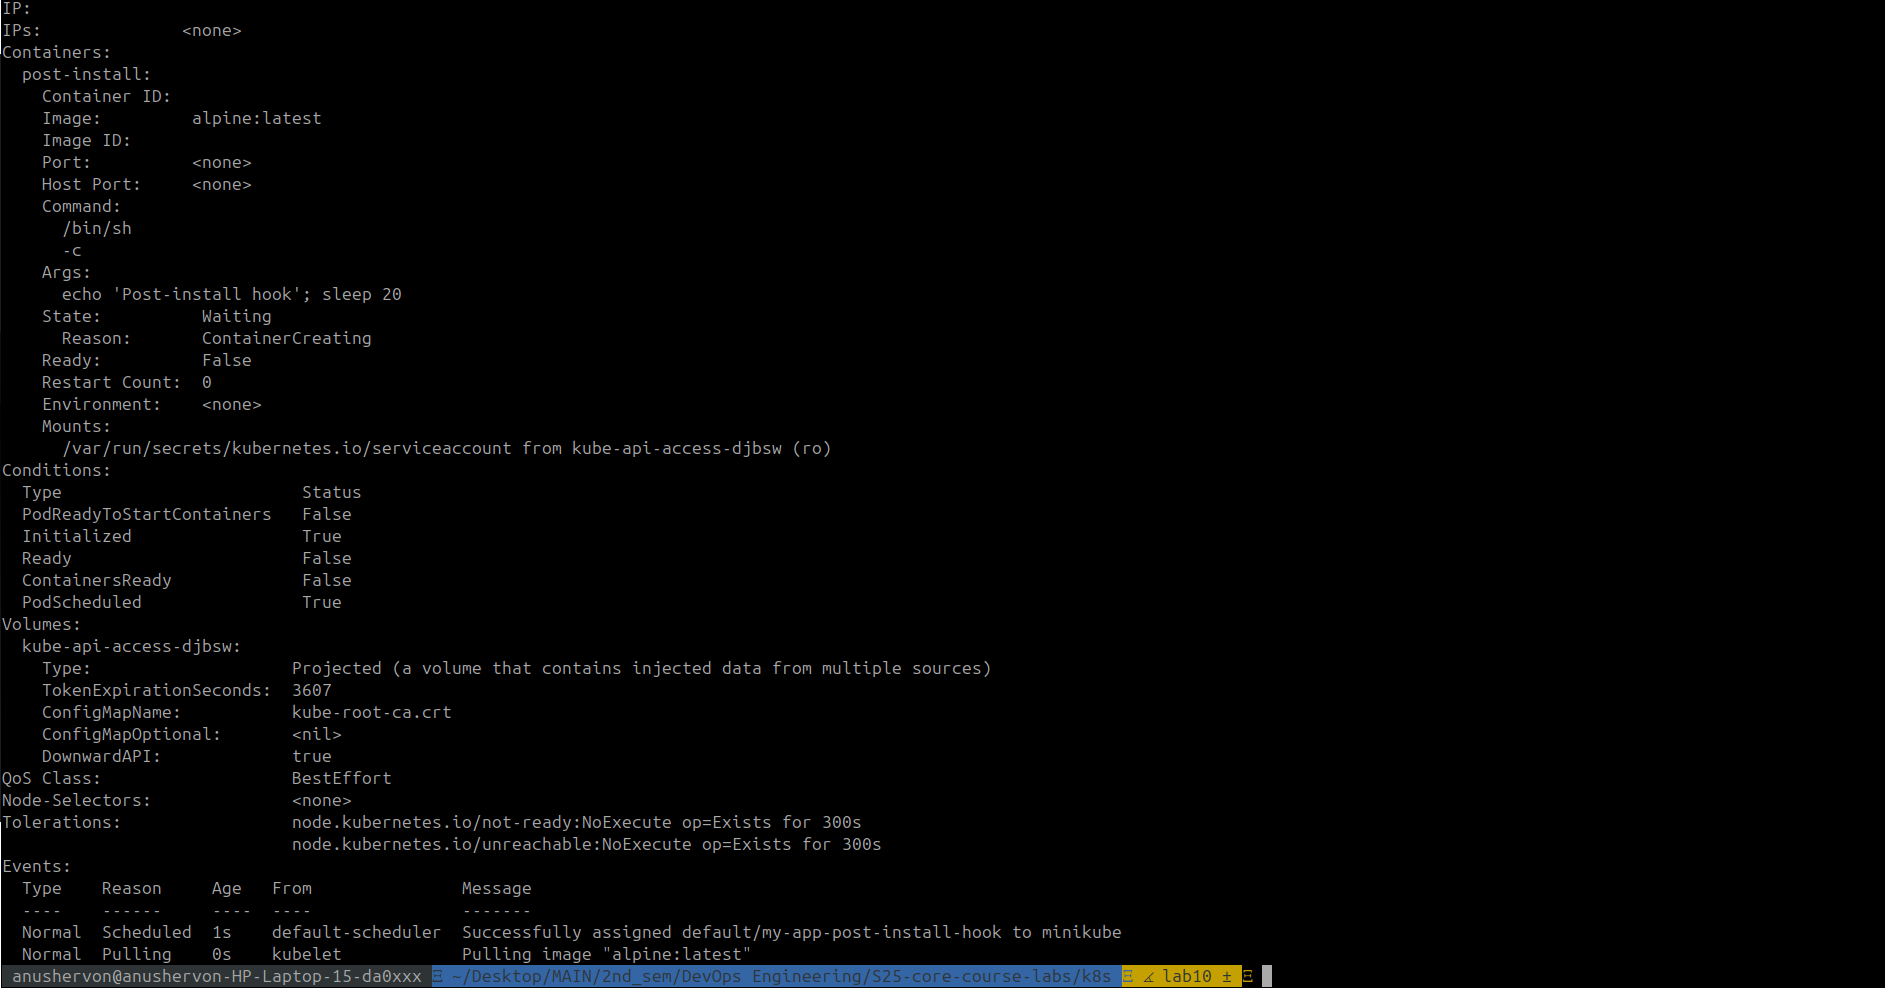 IP:
IPs:              <none>
Containers:
  post-install:
    Container ID:
    Image:         alpine:latest
    Image ID:
    Port:          <none>
    Host Port:     <none>
    Command:
      /bin/sh
      -c
    Args:
      echo 'Post-install hook'; sleep 20
    State:          Waiting
      Reason:       ContainerCreating
    Ready:          False
    Restart Count:  0
    Environment:    <none>
    Mounts:
      /var/run/secrets/kubernetes.io/serviceaccount from kube-api-access-djbsw (ro)
Conditions:
  Type                        Status
  PodReadyToStartContainers   False
  Initialized                 True
  Ready                       False
  ContainersReady             False
  PodScheduled                True
Volumes:
  kube-api-access-djbsw:
    Type:                    Projected (a volume that contains injected data from multiple sources)
    TokenExpirationSeconds:  3607
    ConfigMapName:           kube-root-ca.crt
    ConfigMapOptional:       <nil>
    DownwardAPI:             true
QoS Class:                   BestEffort
Node-Selectors:              <none>
Tolerations:                 node.kubernetes.io/not-ready:NoExecute op=Exists for 300s
                             node.kubernetes.io/unreachable:NoExecute op=Exists for 300s
Events:
  Type    Reason     Age   From               Message
  ----    ------     ----  ----               -------
  Normal  Scheduled  1s    default-scheduler  Successfully assigned default/my-app-post-install-hook to minikube
  Normal  Pulling    0s    kubelet            Pulling image "alpine:latest"
anushervon@anushervon-HP-Laptop-15-da0xxx Ξ ~/Desktop/MAIN/2nd_sem/DevOps Engineering/S25-core-course-labs/k8s Ξ ∡ lab10 ± Ξ